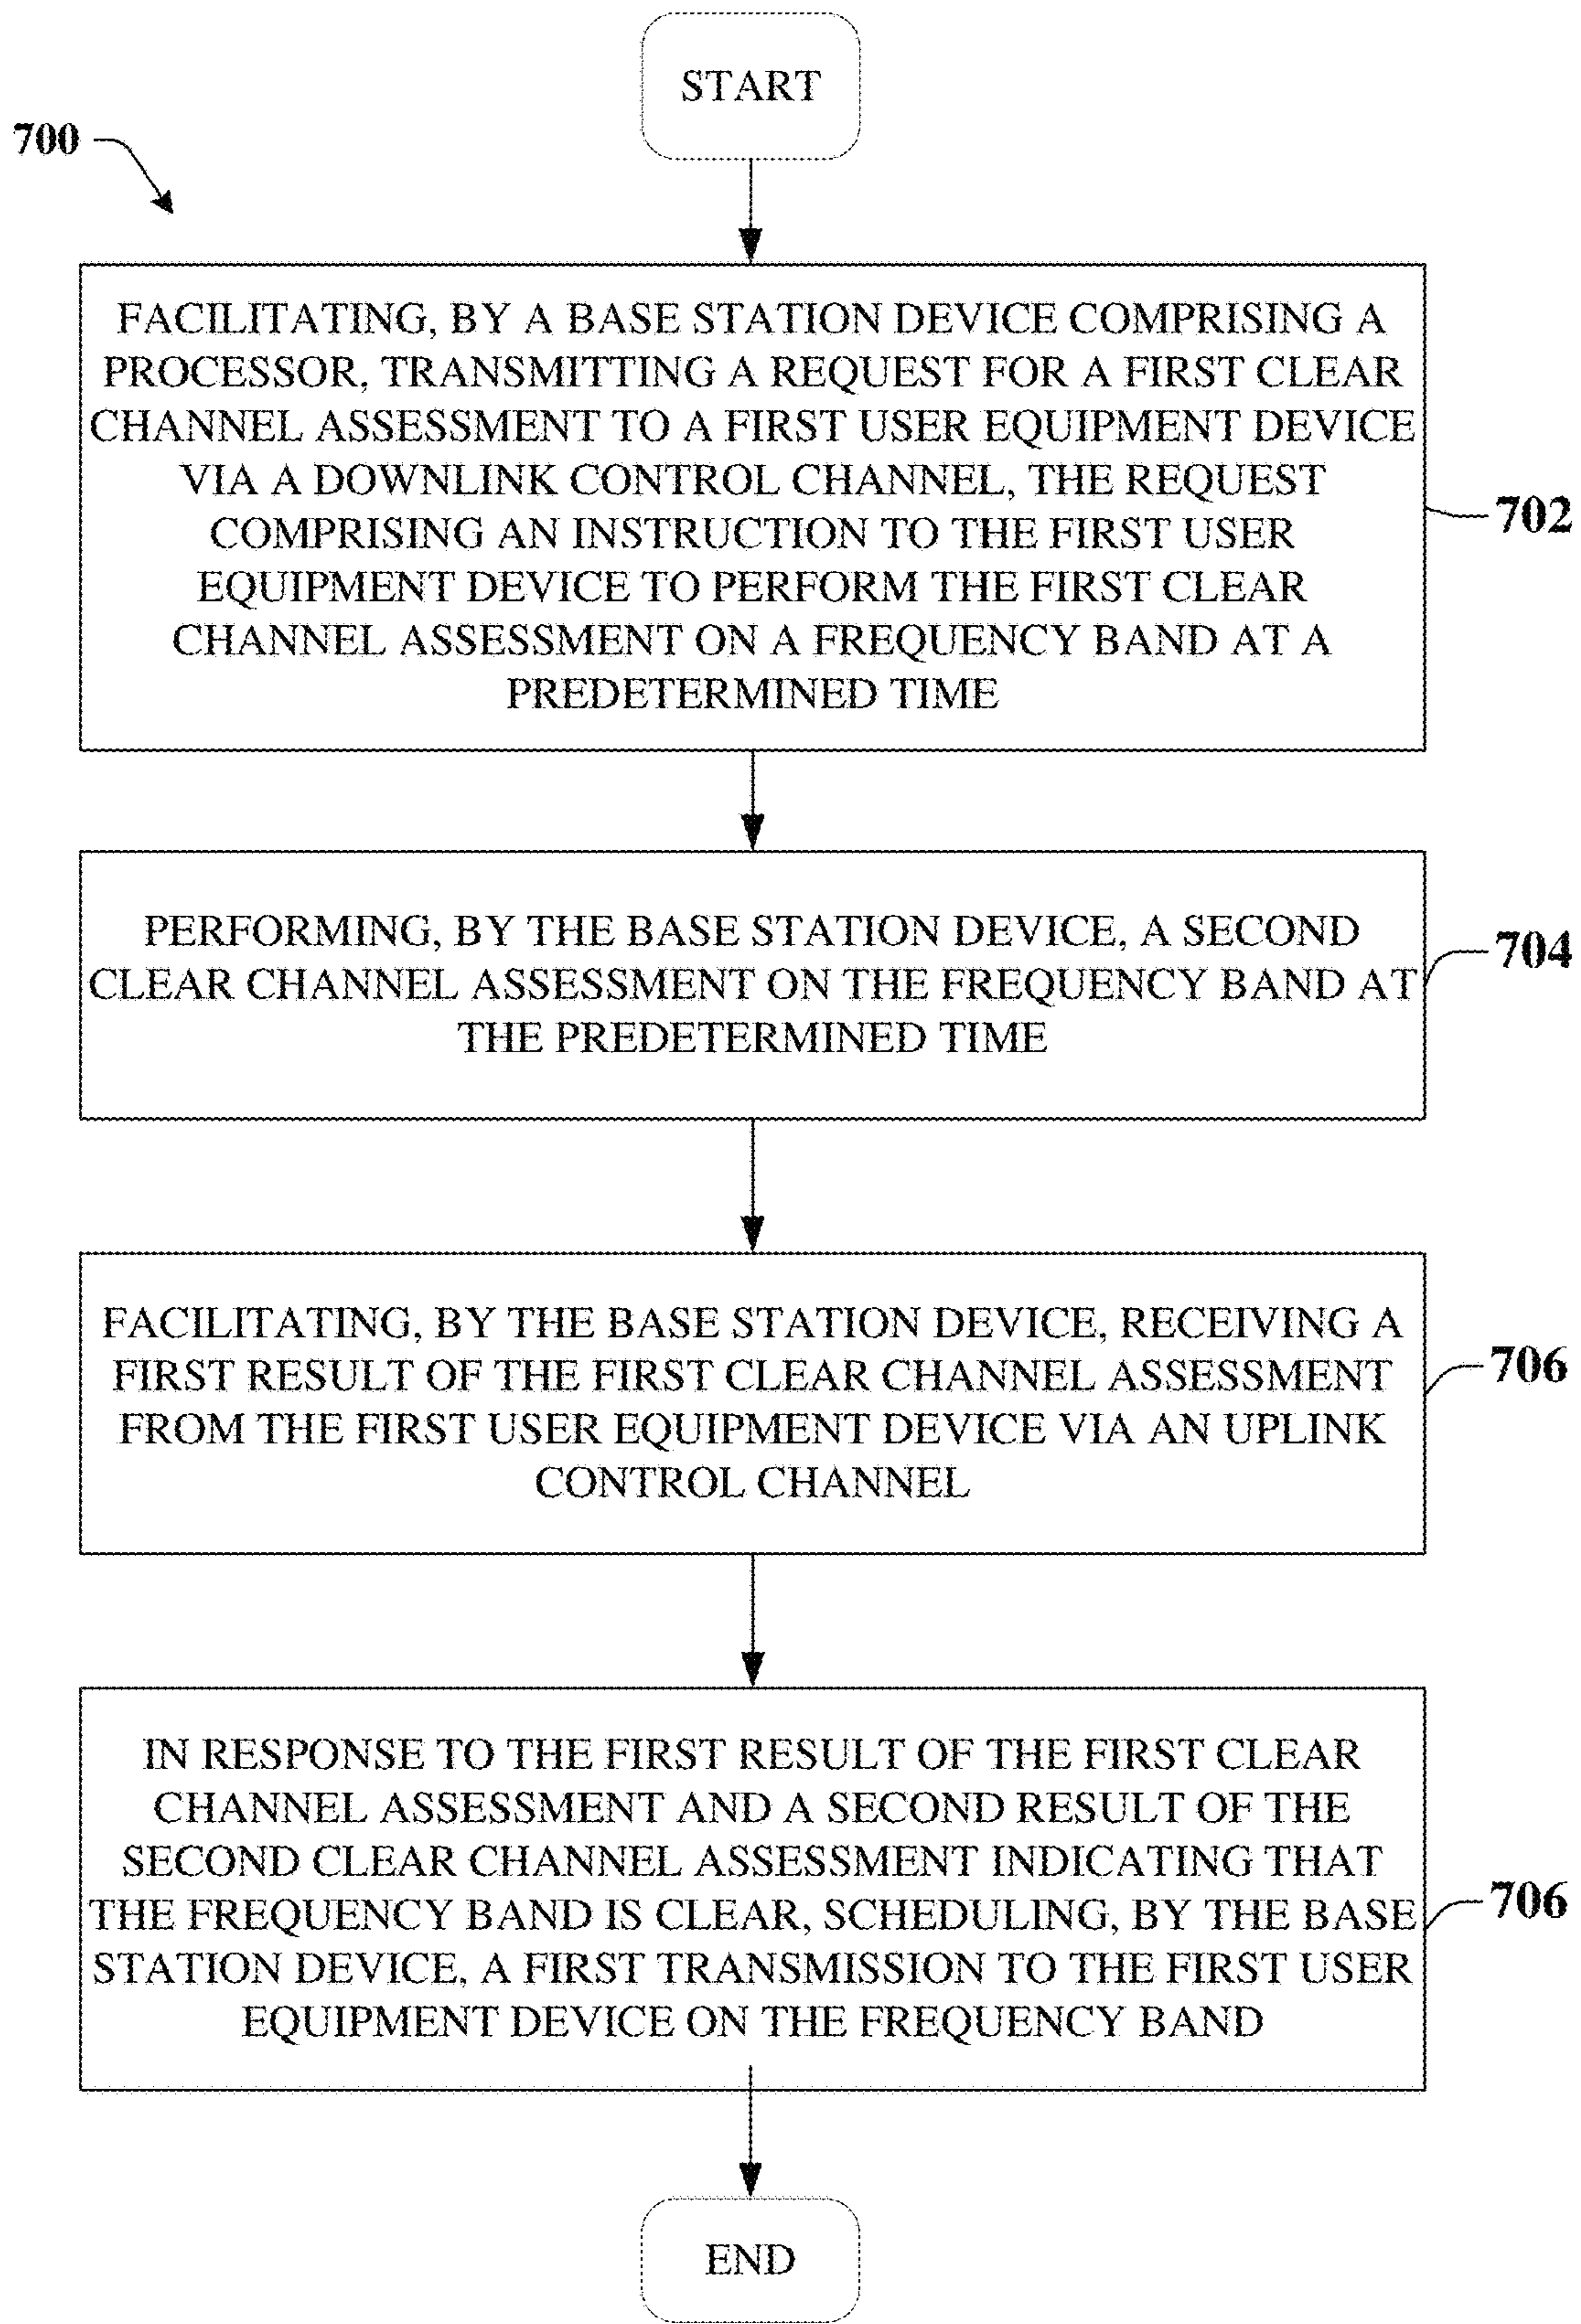 START
700
FACILITATING, BY A BASE STATION DEVICE COMPRISING A
PROCESSOR, TRANSMITTING A REQUEST FOR A FIRST CLEAR
CHANNEL ASSESSMENT TO A FIRST USER EQUIPMENT DEVICE
VIA A DOWNLINK CONTROL CHANNEL, THE REQUEST
COMPRISING AN INSTRUCTION TO THE FIRST USER
EQUIPMENT DEVICE TO PERFORM THE FIRST CLEAR
CHANNEL ASSESSMENT ON A FREQUENCY BAND AT A
PREDETERMINED TIME
702
PERFORMING, BY THE BASE STATION DEVICE, A SECOND
CLEAR CHANNEL ASSESSMENT ON THE FREQUENCY BAND AT
THE PREDETERMINED TIME
704
FACILITATING, BY THE BASE STATION DEVICE, RECEIVING A
FIRST RESULT OF THE FIRST CLEAR CHANNEL ASSESSMENT
FROM THE FIRST USER EQUIPMENT DEVICE VIA AN UPLINK
CONTROL CHANNEL
706
IN RESPONSE TO THE FIRST RESULT OF THE FIRST CLEAR
CHANNEL ASSESSMENT AND A SECOND RESULT OF THE
SECOND CLEAR CHANNEL ASSESSMENT INDICATING THAT
THE FREQUENCY BAND IS CLEAR, SCHEDULING, BY THE BASE
STATION DEVICE, A FIRST TRANSMISSION TO THE FIRST USER
EQUIPMENT DEVICE ON THE FREQUENCY BAND
706
END